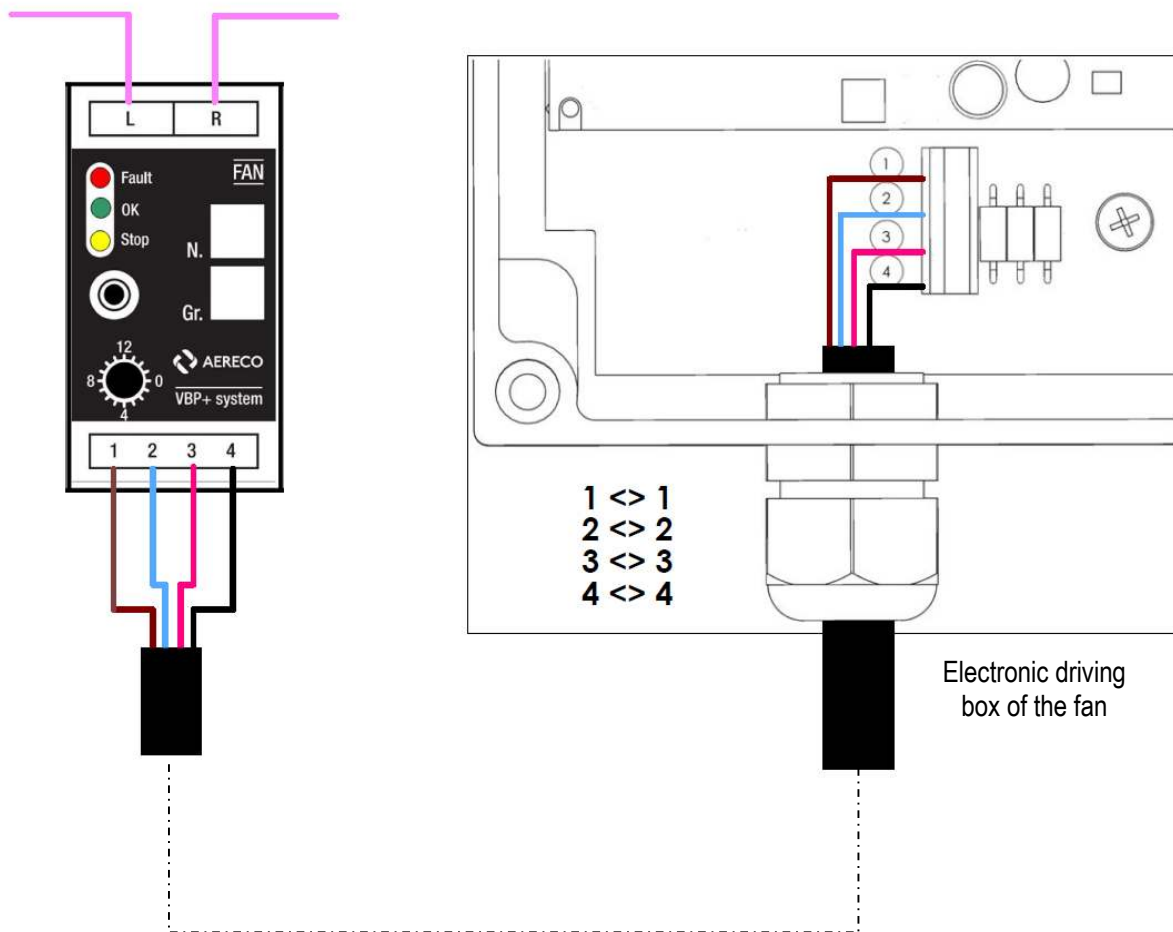 L R
Fault
FAN
OK
Stop
N.
Gr.
12
8 0
4
AERECO
VBP+ system
1 2 3 4
1
2
3
4
1 <> 1
2 <> 2
3 <> 3
4 <> 4
Electronic driving
box of the fan